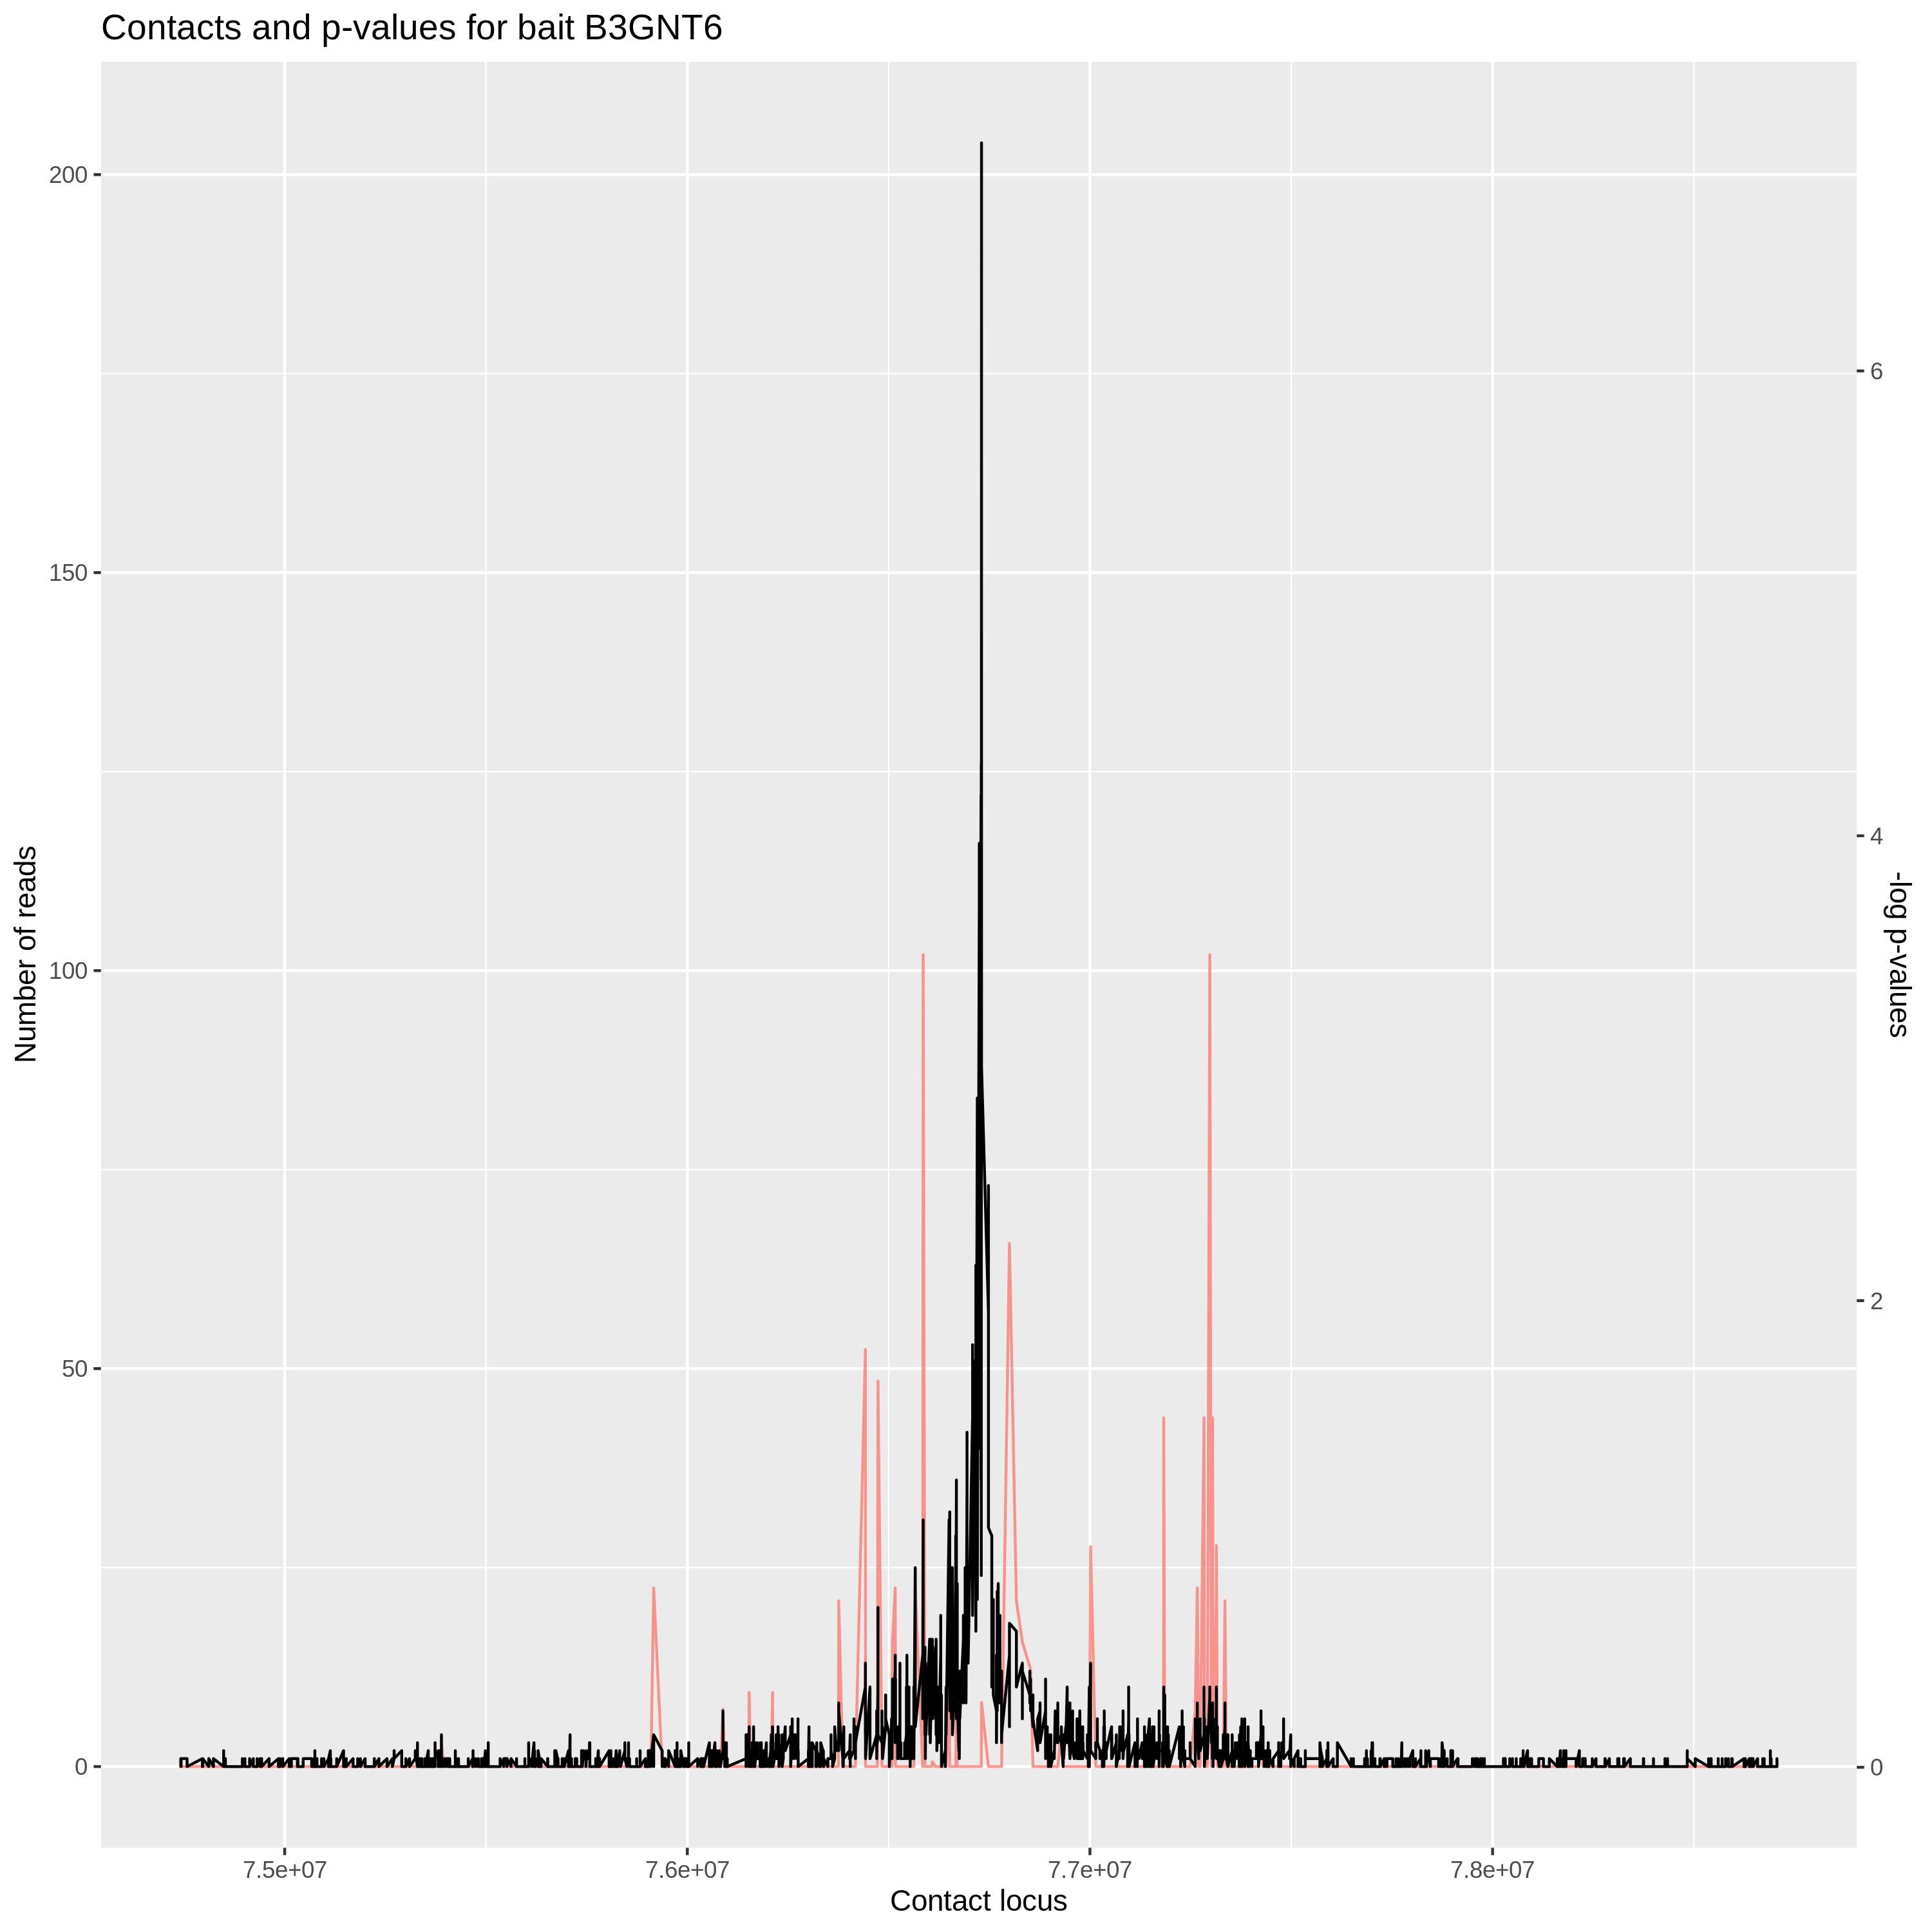 Contacts and p-values for bait B3GNT6
200
150
100
50
0
Number of reads
6
4
2
0
-log p-values
7.5e+07
7.6e+07
7.7e+07
7.8e+07
Contact locus